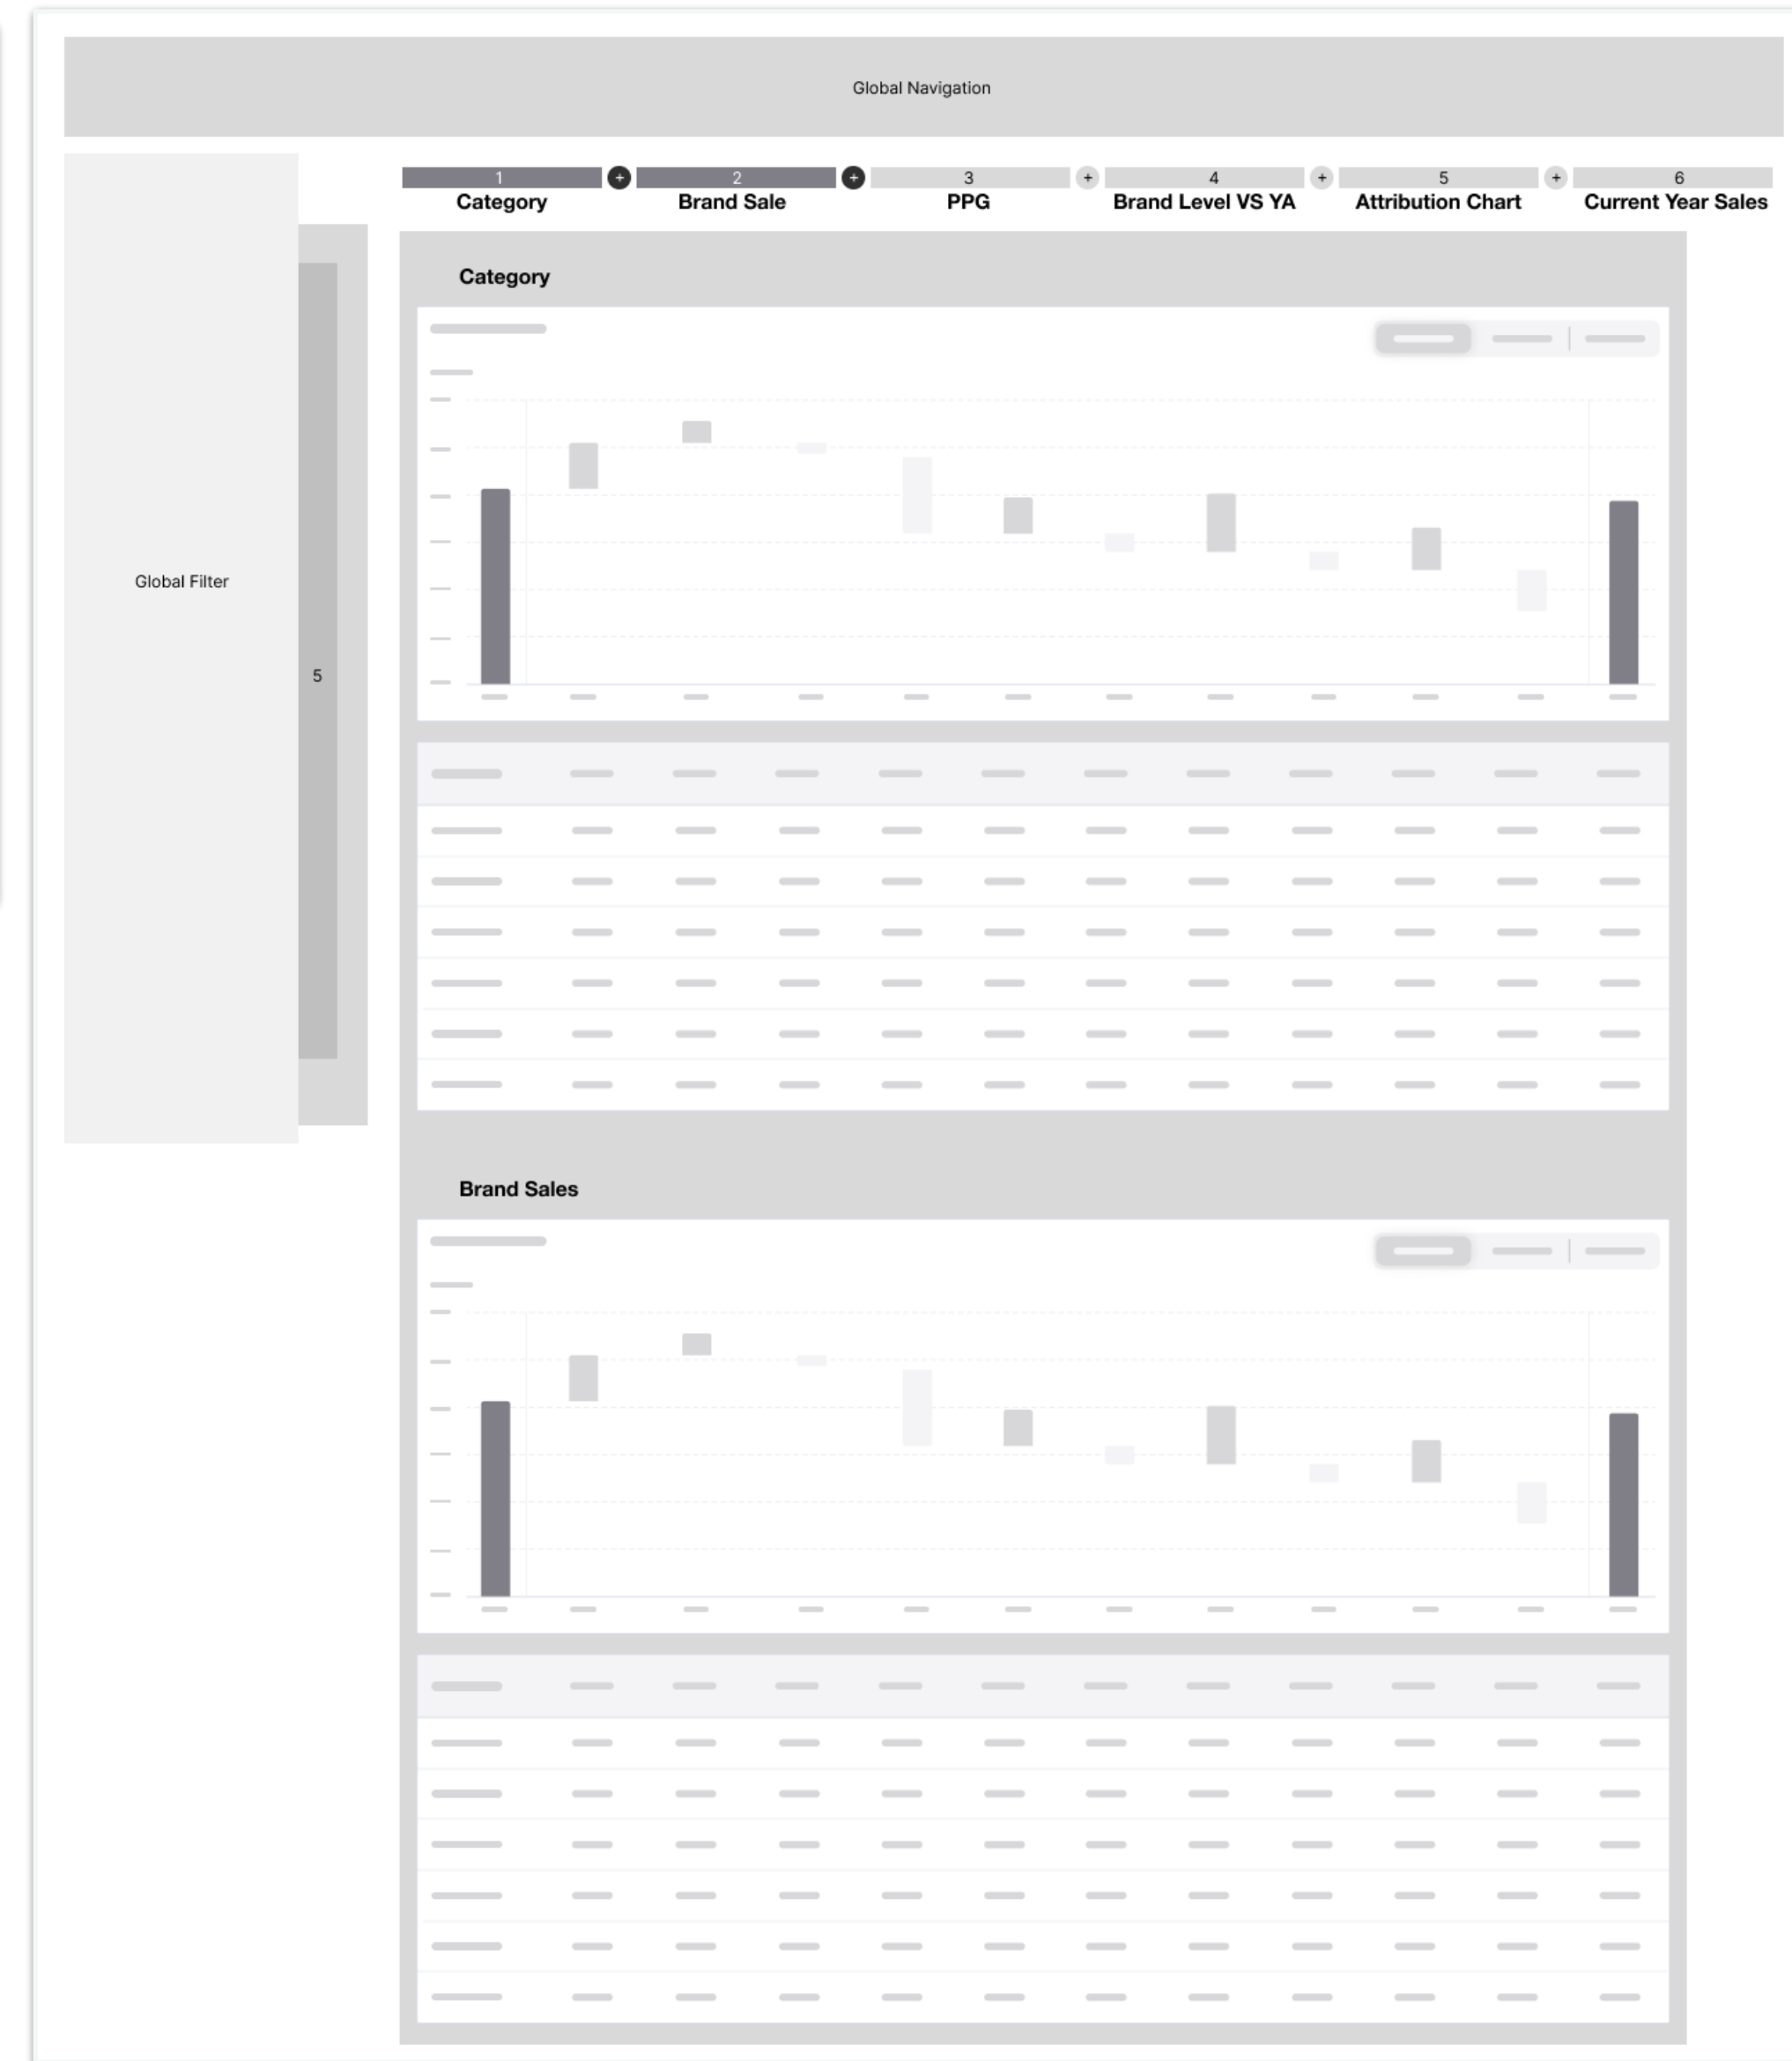 Global Navigation
1 + 2 + 3 + 4 + 5 + 6
Category Brand Sale PPG Brand Level VS YA Attribution Chart Current Year Sales
Category
Global Filter
5
Brand Sales